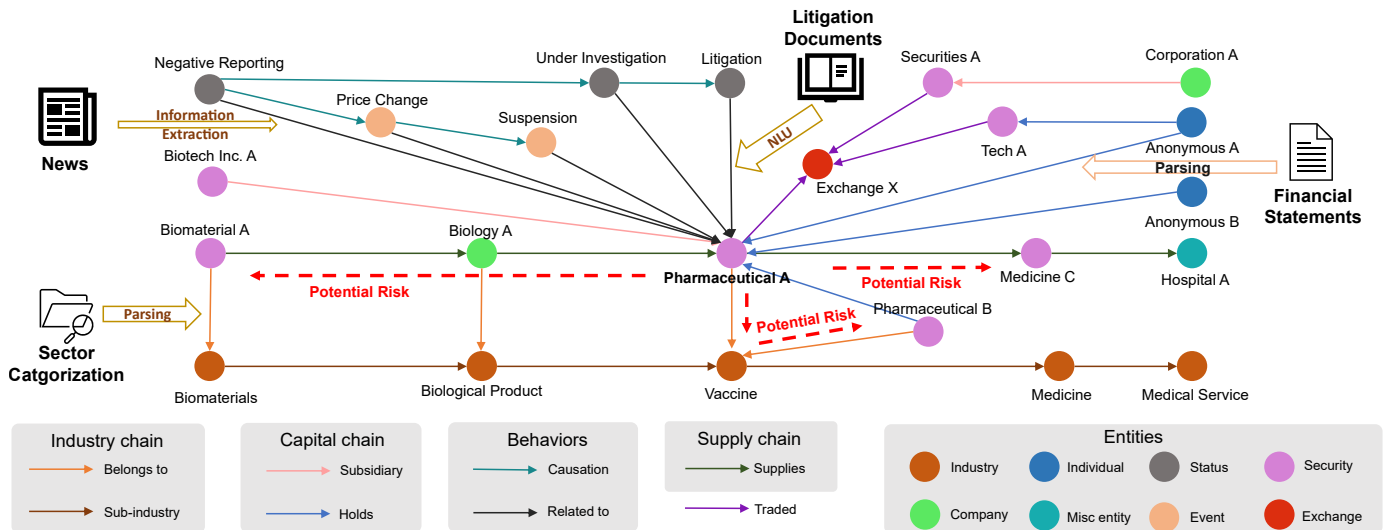 Litigation
Documents
Negative Reporting
Under Investigation
Litigation
Securities A
Corporation A
Price Change
Suspension
Information
Extraction
NLU
News
Biotech Inc. A
Tech A
Anonymous A
Parsing
Exchange X
Financial
Statements
Anonymous B
Biomaterial A
Biology A
Pharmaceutical A
Medicine C
Hospital A
Potential Risk
Potential Risk
Potential Risk
Pharmaceutical B
Parsing
Sector
Catgorization
Biomaterials
Biological Product
Vaccine
Medicine
Medical Service
Industry chain
Belongs to
Sub-industry
Capital chain
Subsidiary
Holds
Behaviors
Causation
Related to
Supply chain
Supplies
Traded
Entities
Industry
Individual
Status
Security
Company
Misc entity
Event
Exchange